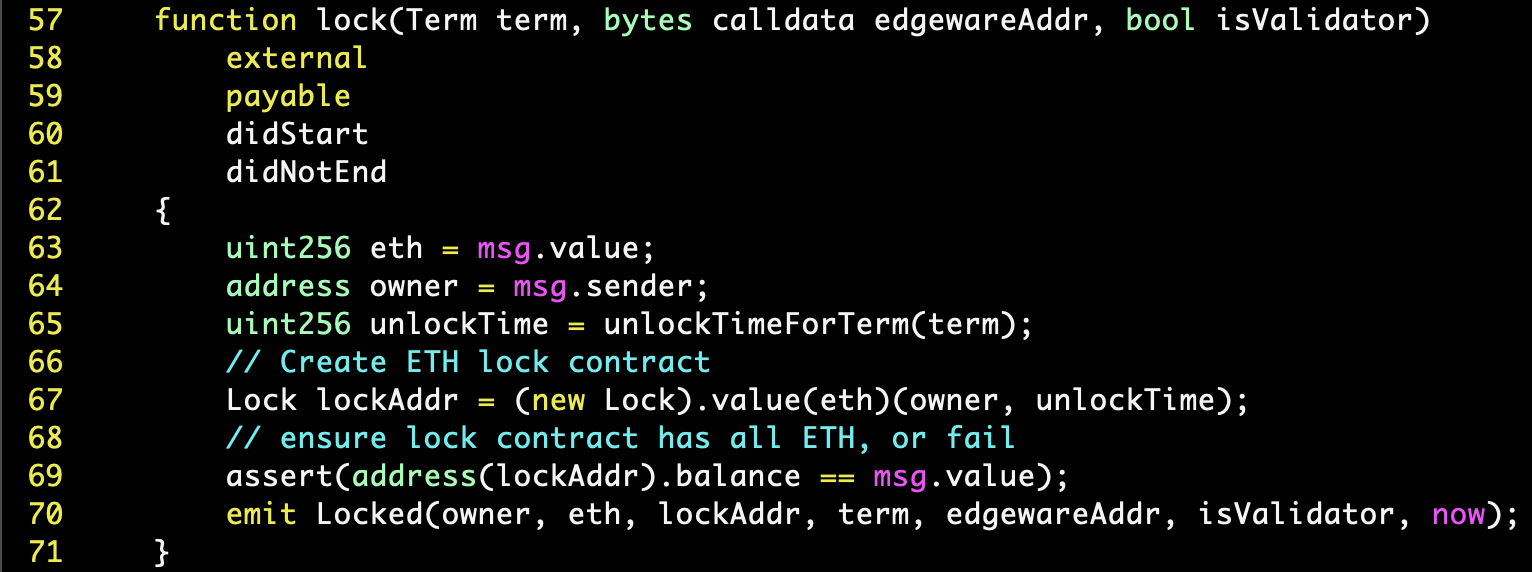 57     function lock(Term term, bytes calldata edgewareAddr, bool isValidator)
58         external
59         payable
60         didStart
61         didNotEnd
62     {
63         uint256 eth = msg.value;
64         address owner = msg.sender;
65         uint256 unlockTime = unlockTimeForTerm(term);
66         // Create ETH lock contract
67         Lock lockAddr = (new Lock).value(eth)(owner, unlockTime);
68         // ensure lock contract has all ETH, or fail
69         assert(address(lockAddr).balance == msg.value);
70         emit Locked(owner, eth, lockAddr, term, edgewareAddr, isValidator, now);
71     }